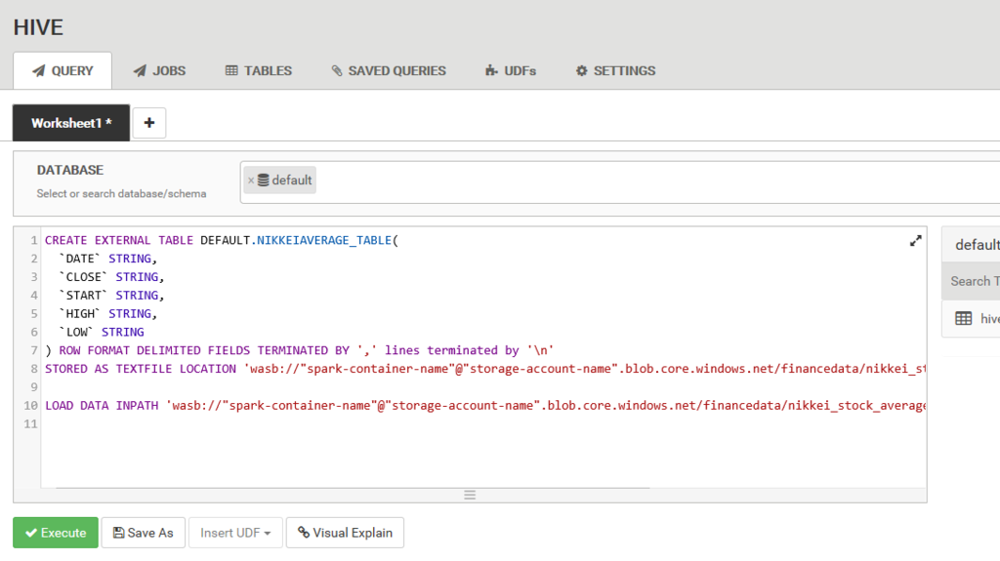 HIVE
QUERY JOBS TABLES SAVED QUERIES UDFs SETTINGS
Worksheet1 * +
DATABASE
Select or search database/schema
× default
1 CREATE EXTERNAL TABLE DEFAULT.NIKKEIAVERAGE_TABLE(
2 `DATE` STRING,
3 `CLOSE` STRING,
4 `START` STRING,
5 `HIGH` STRING,
6 `LOW` STRING
7 ) ROW FORMAT DELIMITED FIELDS TERMINATED BY ',' lines terminated by '\n'
8 STORED AS TEXTFILE LOCATION 'wasb://"spark-container-name"@"storage-account-name".blob.core.windows.net/financedata/nikkei_st
9
10 LOAD DATA INPATH 'wasb://"spark-container-name"@"storage-account-name".blob.core.windows.net/financedata/nikkei_stock_average
11
default
Search T
hive
Execute Save As Insert UDF Visual Explain